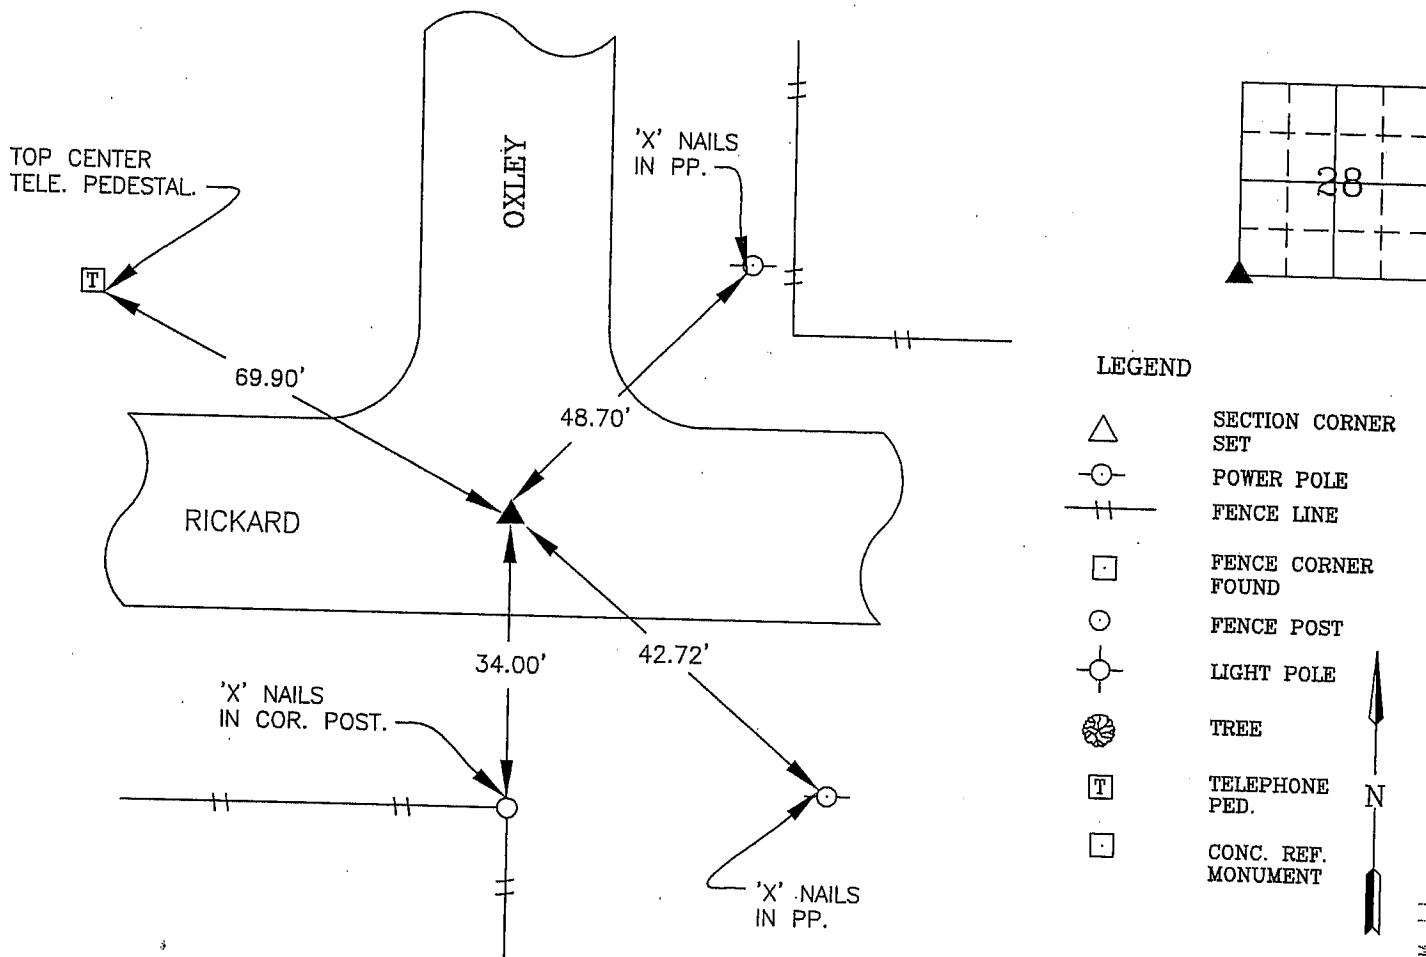 TOP CENTER
TELE. PEDESTAL.
T
OXLEY
'X' NAILS
IN PP.
28
69.90'
48.70'
RICKARD
34.00'
42.72'
'X' NAILS
IN COR. POST.
'X' NAILS
IN PP.
LEGEND
SECTION CORNER
SET
POWER POLE
FENCE LINE
FENCE CORNER
FOUND
FENCE POST
LIGHT POLE
TREE
T
TELEPHONE
PED.
CONC. REF.
MONUMENT
N